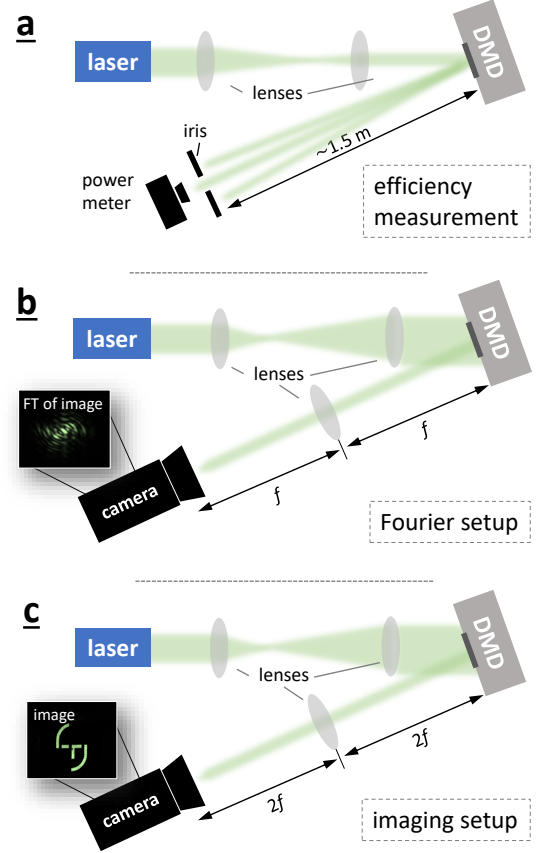 a
laser
DMD
lenses
iris
~1.5 m
power
meter
efficiency
measurement
b
laser
DMD
lenses
FT of image
f
f
camera
Fourier setup
c
laser
DMD
lenses
image
2f
2f
camera
imaging setup